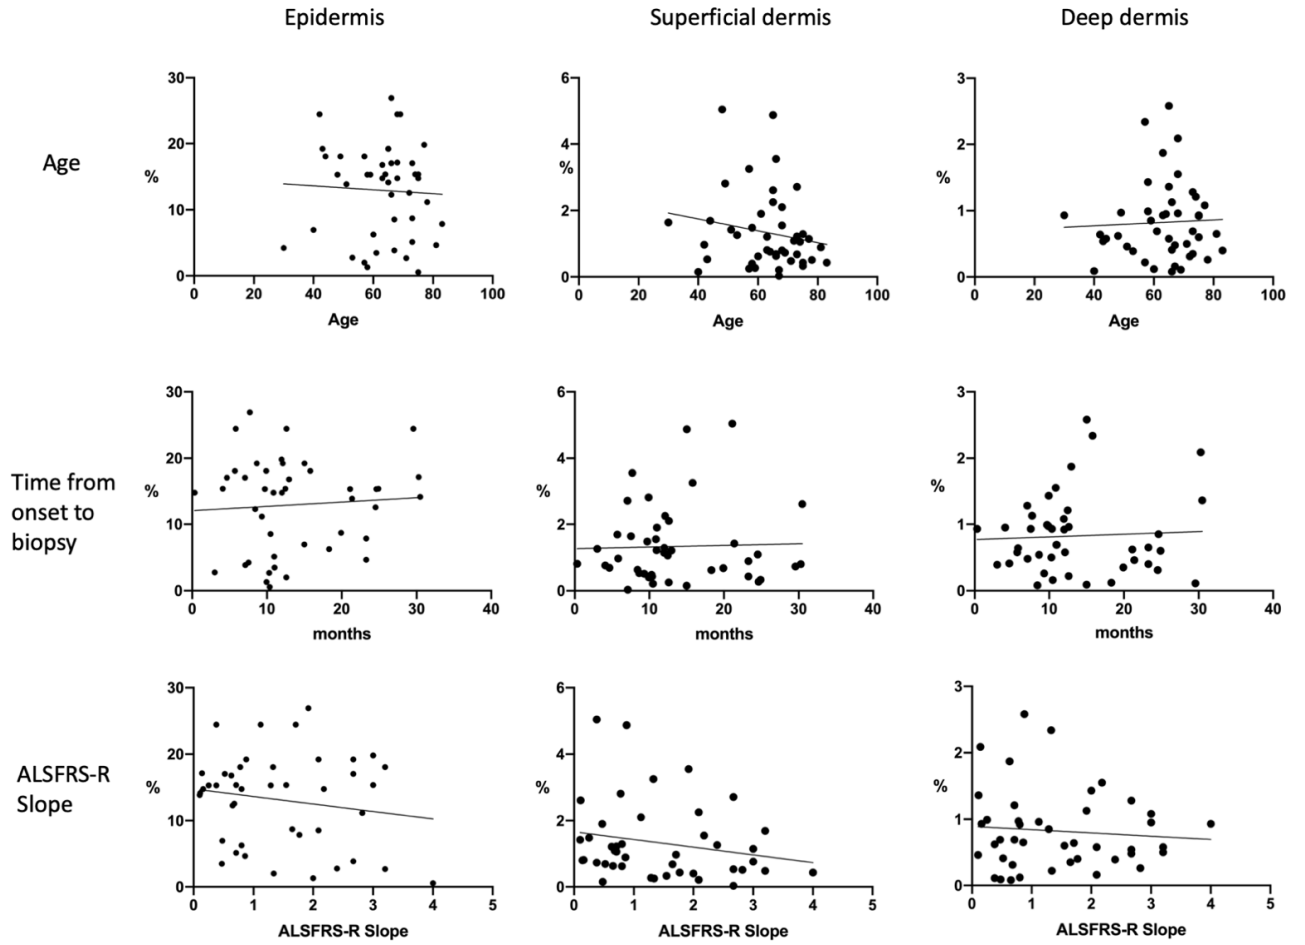 Epidermis Superficial dermis Deep dermis
Age
30
20
%
10
0
0 20 40 60 80 100
Age
6
4
%
2
0
0 20 40 60 80 100
Age
3
2
%
1
0
0 20 40 60 80 100
Age
Time from
onset to
biopsy
30
20
%
10
0
0 10 20 30 40
months
6
4
%
2
0
0 10 20 30 40
months
3
2
%
1
0
0 10 20 30 40
months
ALSFRS-R
Slope
30
20
%
10
0
0 1 2 3 4 5
ALSFRS-R Slope
6
4
%
2
0
0 1 2 3 4 5
ALSFRS-R Slope
3
2
%
1
0
0 1 2 3 4 5
ALSFRS-R Slope